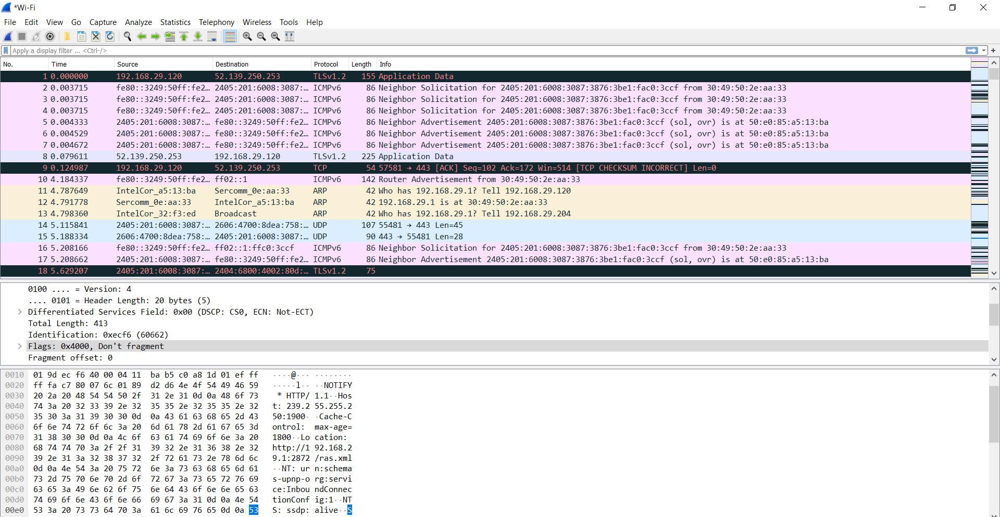 *Wi-Fi
File Edit View Go Capture Analyze Statistics Telephony Wireless Tools Help
Apply a display filter ... <Ctrl-/>
No. Time Source Destination Protocol Length Info
1 0.000000 192.168.29.120 52.139.250.253 TLSv1.2 155 Application Data
2 0.003715 fe80::3249:50ff:fe2… 2405:201:6008:3087:… ICMPv6 86 Neighbor Solicitation for 2405:201:6008:3087:3876:3be1:fac0:3ccf from 30:49:50:2e:aa:33
3 0.003715 fe80::3249:50ff:fe2… 2405:201:6008:3087:… ICMPv6 86 Neighbor Solicitation for 2405:201:6008:3087:3876:3be1:fac0:3ccf from 30:49:50:2e:aa:33
4 0.003715 fe80::3249:50ff:fe2… 2405:201:6008:3087:… ICMPv6 86 Neighbor Solicitation for 2405:201:6008:3087:3876:3be1:fac0:3ccf from 30:49:50:2e:aa:33
5 0.004333 2405:201:6008:3087:… fe80::3249:50ff:fe2… ICMPv6 86 Neighbor Advertisement 2405:201:6008:3087:3876:3be1:fac0:3ccf (sol, ovr) is at 50:e0:85:a5:13:ba
6 0.004529 2405:201:6008:3087:… fe80::3249:50ff:fe2… ICMPv6 86 Neighbor Advertisement 2405:201:6008:3087:3876:3be1:fac0:3ccf (sol, ovr) is at 50:e0:85:a5:13:ba
7 0.004672 2405:201:6008:3087:… fe80::3249:50ff:fe2… ICMPv6 86 Neighbor Advertisement 2405:201:6008:3087:3876:3be1:fac0:3ccf (sol, ovr) is at 50:e0:85:a5:13:ba
8 0.079611 52.139.250.253 192.168.29.120 TLSv1.2 225 Application Data
9 0.124987 192.168.29.120 52.139.250.253 TCP 54 57581 → 443 [ACK] Seq=102 Ack=172 Win=514 [TCP CHECKSUM INCORRECT] Len=0
10 4.184337 fe80::3249:50ff:fe2… ff02::1 ICMPv6 142 Router Advertisement from 30:49:50:2e:aa:33
11 4.787649 IntelCor_a5:13:ba Sercomm_0e:aa:33 ARP 42 Who has 192.168.29.1? Tell 192.168.29.120
12 4.791778 Sercomm_0e:aa:33 IntelCor_a5:13:ba ARP 42 192.168.29.1 is at 30:49:50:2e:aa:33
13 4.798360 IntelCor_32:f3:ed Broadcast ARP 42 Who has 192.168.29.1? Tell 192.168.29.204
14 5.115841 2405:201:6008:3087:… 2606:4700:8dea:758:… UDP 107 55481 → 443 Len=45
15 5.188334 2606:4700:8dea:758:… 2405:201:6008:3087:… UDP 90 443 → 55481 Len=28
16 5.208166 fe80::3249:50ff:fe2… ff02::1:ffc0:3ccf ICMPv6 86 Neighbor Solicitation for 2405:201:6008:3087:3876:3be1:fac0:3ccf from 30:49:50:2e:aa:33
17 5.208662 2405:201:6008:3087:… fe80::3249:50ff:fe2… ICMPv6 86 Neighbor Advertisement 2405:201:6008:3087:3876:3be1:fac0:3ccf (sol, ovr) is at 50:e0:85:a5:13:ba
18 5.629207 2405:201:6008:3087:… 2404:6800:4002:80d:… TLSv1.2 75
0100 .... = Version: 4
.... 0101 = Header Length: 20 bytes (5)
Differentiated Services Field: 0x00 (DSCP: CS0, ECN: Not-ECT)
Total Length: 413
Identification: 0xecf6 (60662)
Flags: 0x4000, Don't fragment
Fragment offset: 0
0010 01 9d ec f6 40 00 04 11 ba b5 c0 a8 1d 01 ef ff ····@··· ········
0020 ff fa c7 80 07 6c 01 89 d2 d6 4e 4f 54 49 46 59 ·····l·· ··NOTIFY
0030 20 2a 20 48 54 54 50 2f 31 2e 31 0d 0a 48 6f 73 * HTTP/ 1.1··Hos
0040 74 3a 20 32 33 39 2e 32 35 35 2e 32 35 35 2e 32 t: 239.2 55.255.2
0050 35 30 3a 31 39 30 30 0d 0a 43 61 63 68 65 2d 43 50:1900· ·Cache-C
0060 6f 6e 74 72 6f 6c 3a 20 6d 61 78 2d 61 67 65 3d ontrol: max-age=
0070 31 38 30 30 0d 0a 4c 6f 63 61 74 69 6f 6e 3a 20 1800··Lo cation:
0080 68 74 74 70 3a 2f 2f 31 39 32 2e 31 36 38 2e 32 http://1 92.168.2
0090 39 2e 31 3a 32 38 37 32 2f 72 61 73 2e 78 6d 6c 9.1:2872 /ras.xml
00a0 0d 0a 4e 54 3a 20 75 72 6e 3a 73 63 68 65 6d 61 ··NT: ur n:schema
00b0 73 2d 75 70 6e 70 2d 6f 72 67 3a 73 65 72 76 69 s-upnp-o rg:servi
00c0 63 65 3a 49 6e 62 6f 75 6e 64 43 6f 6e 6e 65 63 ce:Inbou ndConnec
00d0 74 69 6f 6e 43 6f 6e 66 69 67 3a 31 0d 0a 4e 54 tionConf ig:1··NT
00e0 53 3a 20 73 73 64 70 3a 61 6c 69 76 65 0d 0a 53 S: ssdp: alive··S